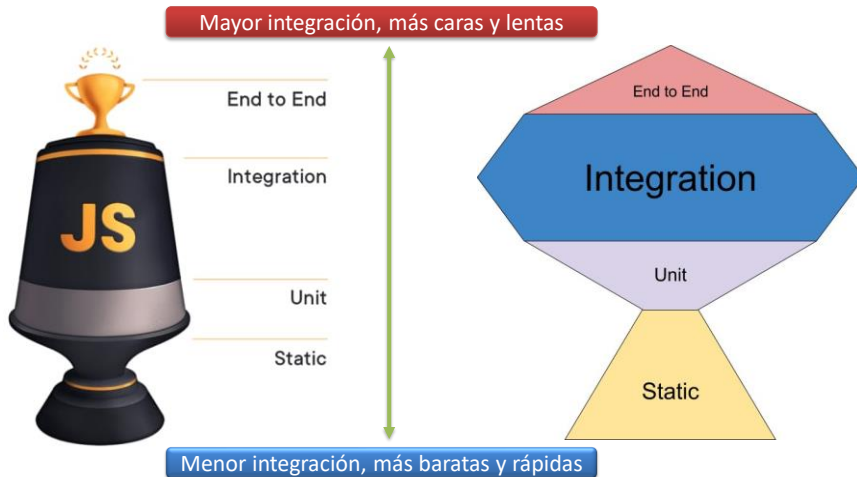 Mayor integración, más caras y lentas
End to End
Integration
JS
Unit
Static
End to End
Integration
Unit
Static
Menor integración, más baratas y rápidas